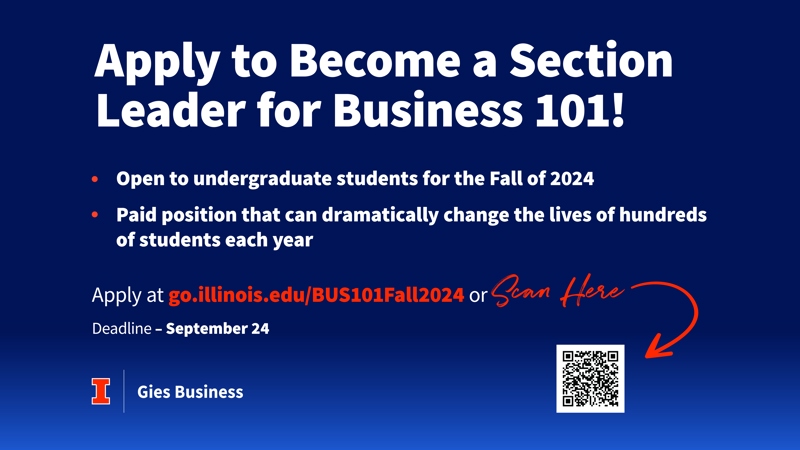 Apply to Become a Section
Leader for Business 101!
• Open to undergraduate students for the Fall of 2024
• Paid position that can dramatically change the lives of hundreds
of students each year
Apply at go.illinois.edu/BUS101Fall2024 or Scan Here
Deadline – September 24
I Gies Business